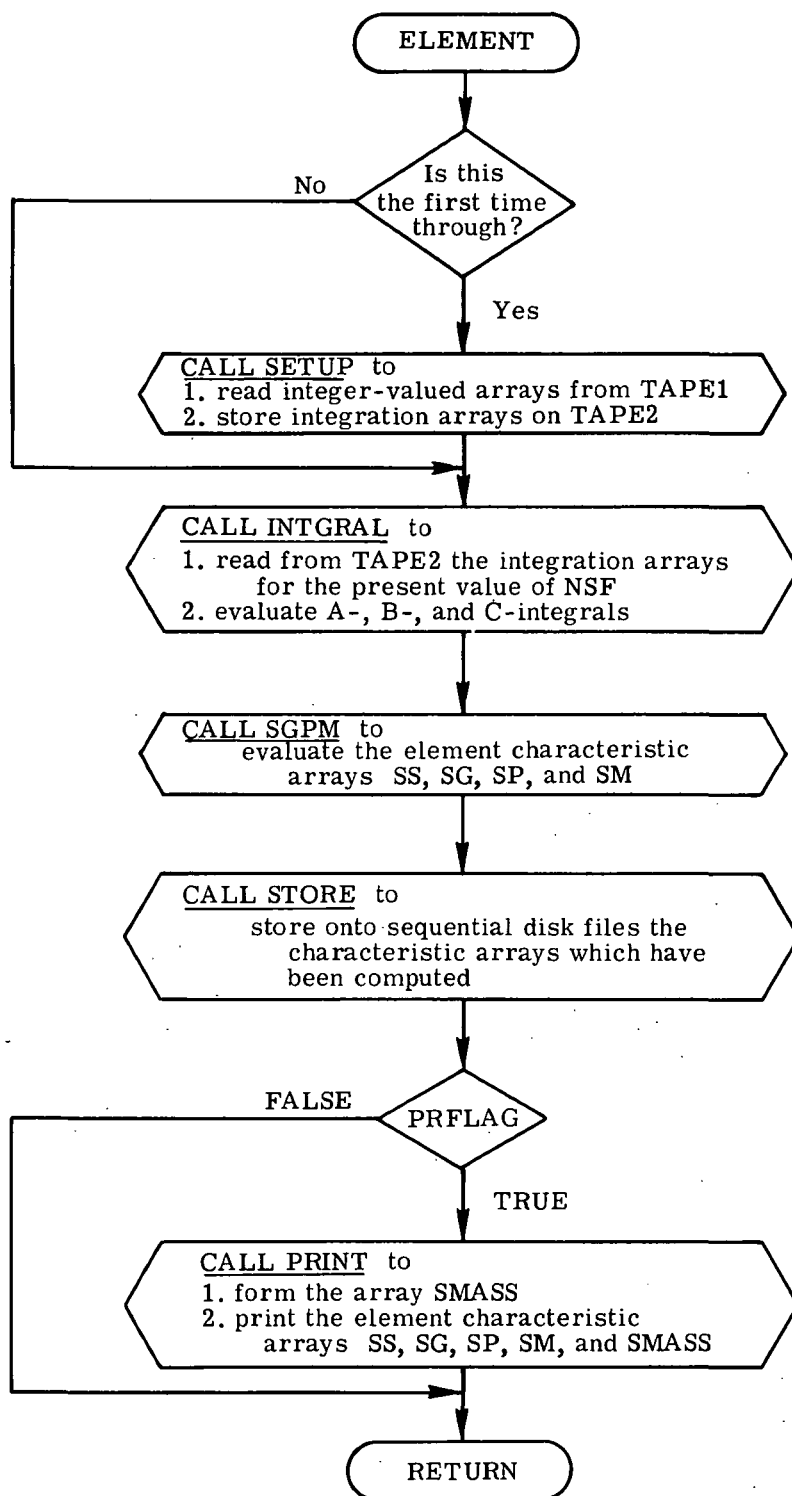 ELEMENT
Is this
the first time
through?
No
Yes
CALL SETUP to
1. read integer-valued arrays from TAPE1
2. store integration arrays on TAPE2
CALL INTGRAL to
1. read from TAPE2 the integration arrays
for the present value of NSF
2. evaluate A-, B-, and C-integrals
CALL SGPM to
evaluate the element characteristic
arrays SS, SG, SP, and SM
CALL STORE to
store onto sequential disk files the
characteristic arrays which have
been computed
FALSE
PRFLAG
TRUE
CALL PRINT to
1. form the array SMASS
2. print the element characteristic
arrays SS, SG, SP, SM, and SMASS
RETURN